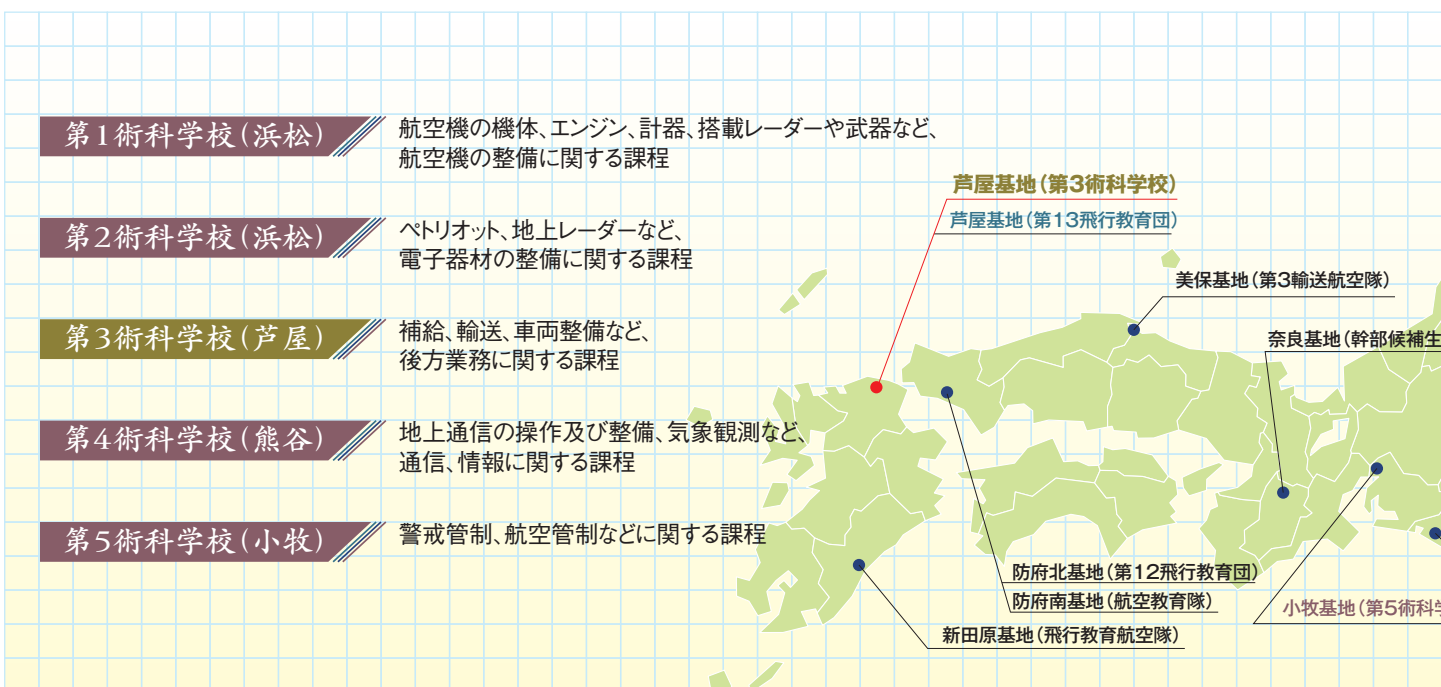 第1術科学校(浜松)
航空機の機体、エンジン、計器、搭載レーダーや武器など、
航空機の整備に関する課程
第2術科学校(浜松)
ペトリオット、地上レーダーなど、
電子器材の整備に関する課程
第3術科学校(芦屋)
補給、輸送、車両整備など、
後方業務に関する課程
第4術科学校(熊谷)
地上通信の操作及び整備、気象観測など、
通信、情報に関する課程
第5術科学校(小牧)
警戒管制、航空管制などに関する課程
芦屋基地(第3術科学校)
芦屋基地(第13飛行教育団)
美保基地(第3輸送航空隊)
奈良基地(幹部候補生
防府北基地(第12飛行教育団)
防府南基地(航空教育隊)
新田原基地(飛行教育航空隊)
小牧基地(第5術科学